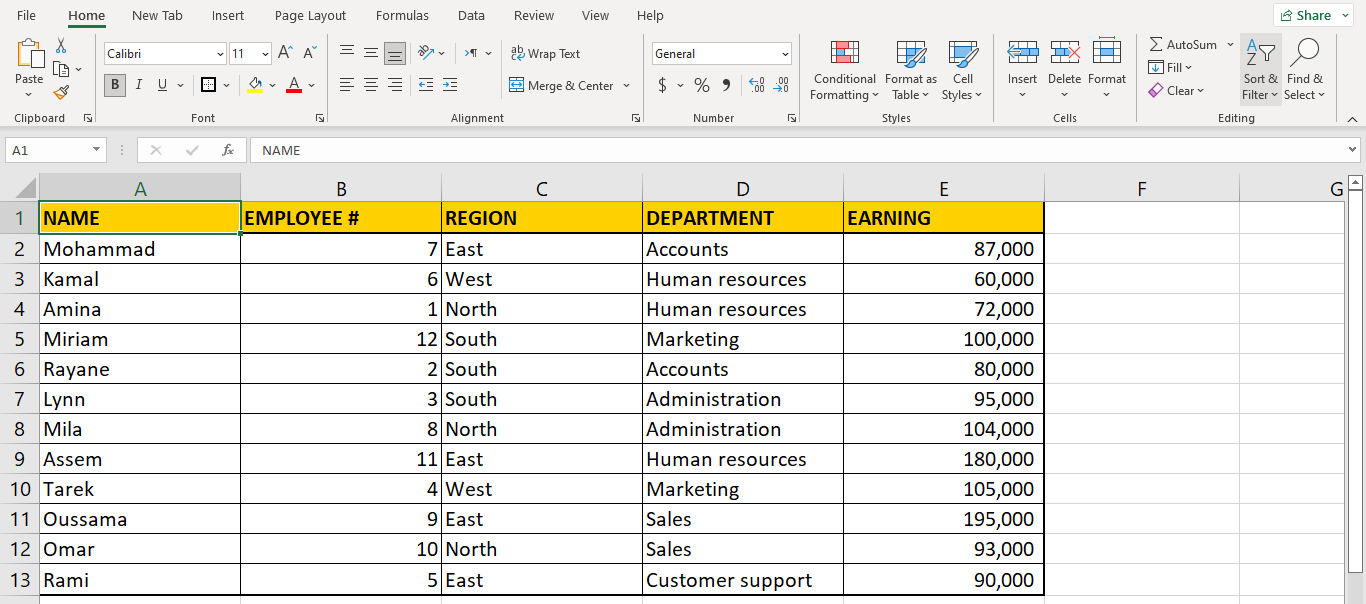 File Home New Tab Insert Page Layout Formulas Data Review View Help Share
Calibri 11 A A ab Wrap Text General AutoSum A Z
Paste Conditional Format as Cell Insert Delete Format Fill Sort & Find &
B I U A Merge & Center $ % 9 .00 .00 Formatting Table Styles Clear Filter Select
Clipboard Font Alignment Number Styles Cells Editing
A1 fx NAME
A B C D E F G
1 NAME EMPLOYEE # REGION DEPARTMENT EARNING
2 Mohammad 7 East Accounts 87,000
3 Kamal 6 West Human resources 60,000
4 Amina 1 North Human resources 72,000
5 Miriam 12 South Marketing 100,000
6 Rayane 2 South Accounts 80,000
7 Lynn 3 South Administration 95,000
8 Mila 8 North Administration 104,000
9 Assem 11 East Human resources 180,000
10 Tarek 4 West Marketing 105,000
11 Oussama 9 East Sales 195,000
12 Omar 10 North Sales 93,000
13 Rami 5 East Customer support 90,000